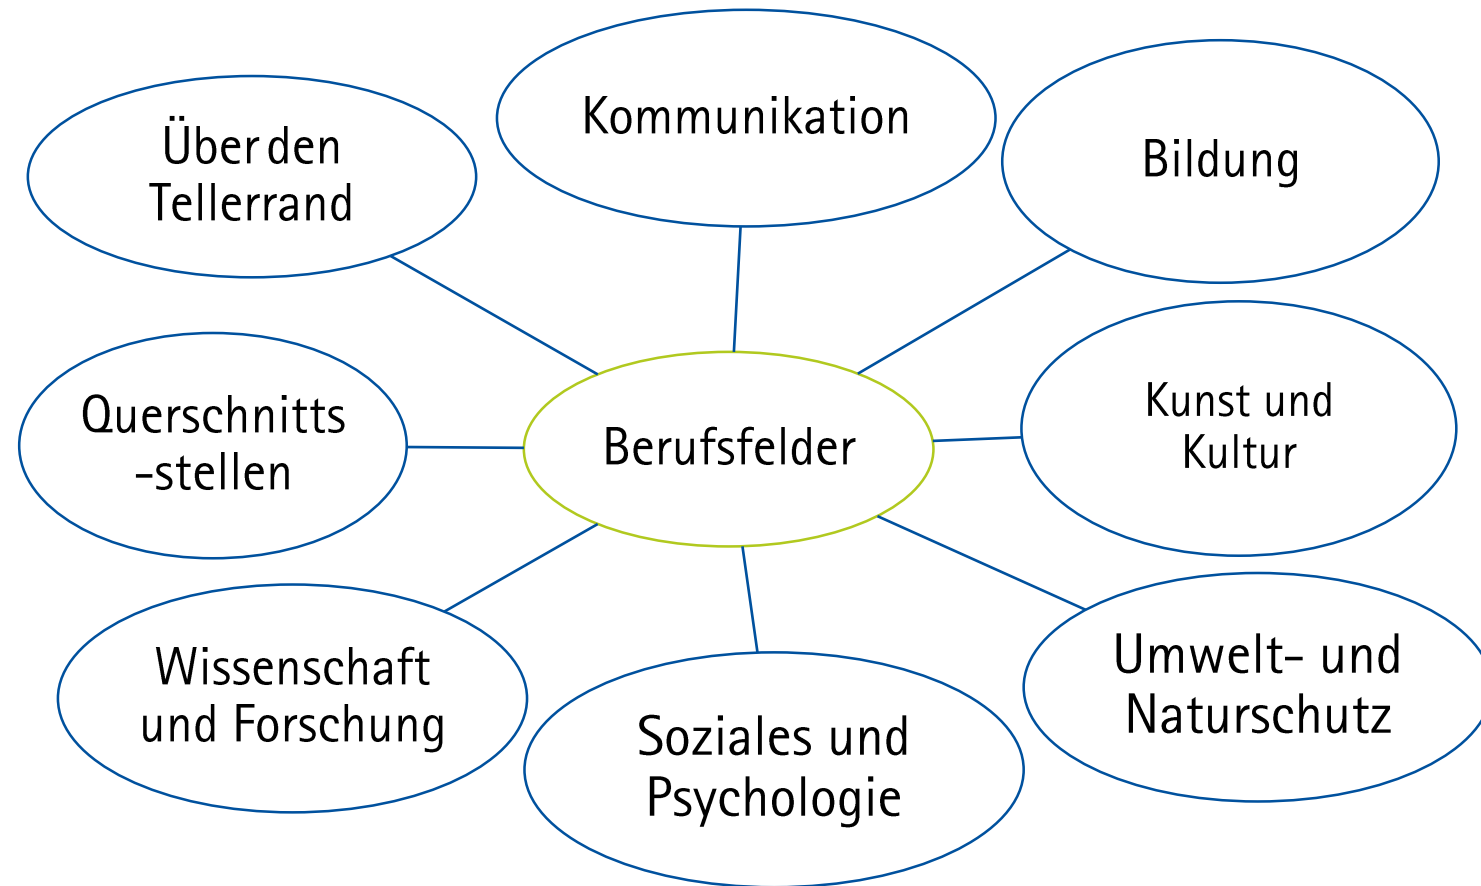 Kommunikation
Über den
Tellerrand
Bildung
Kunst und
Kultur
Querschnitts
-stellen
Berufsfelder
Umwelt- und
Naturschutz
Wissenschaft
und Forschung
Soziales und
Psychologie